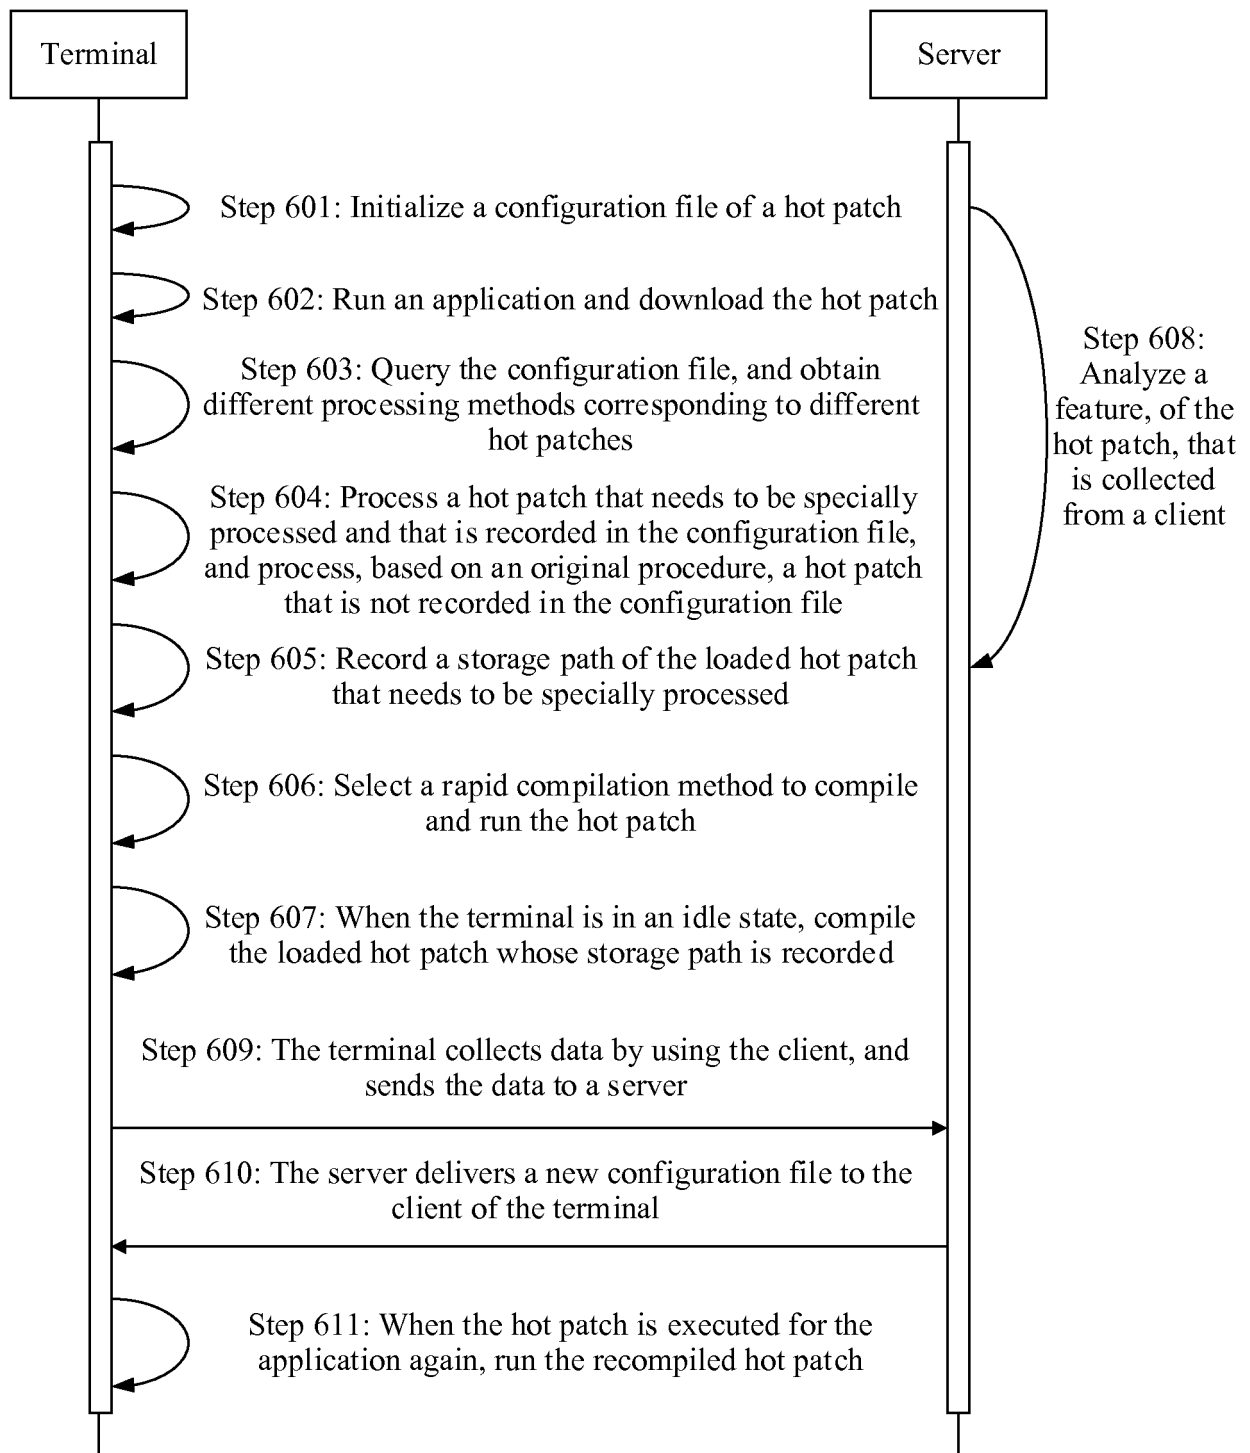 Terminal
Server
Step 601: Initialize a configuration file of a hot patch
Step 602: Run an application and download the hot patch
Step 603: Query the configuration file, and obtain
different processing methods corresponding to different
hot patches
Step 604: Process a hot patch that needs to be specially
processed and that is recorded in the configuration file,
and process, based on an original procedure, a hot patch
that is not recorded in the configuration file
Step 605: Record a storage path of the loaded hot patch
that needs to be specially processed
Step 606: Select a rapid compilation method to compile
and run the hot patch
Step 607: When the terminal is in an idle state, compile
the loaded hot patch whose storage path is recorded
Step 608:
Analyze a
feature, of the
hot patch, that
is collected
from a client
Step 609: The terminal collects data by using the client, and
sends the data to a server
Step 610: The server delivers a new configuration file to the
client of the terminal
Step 611: When the hot patch is executed for the
application again, run the recompiled hot patch